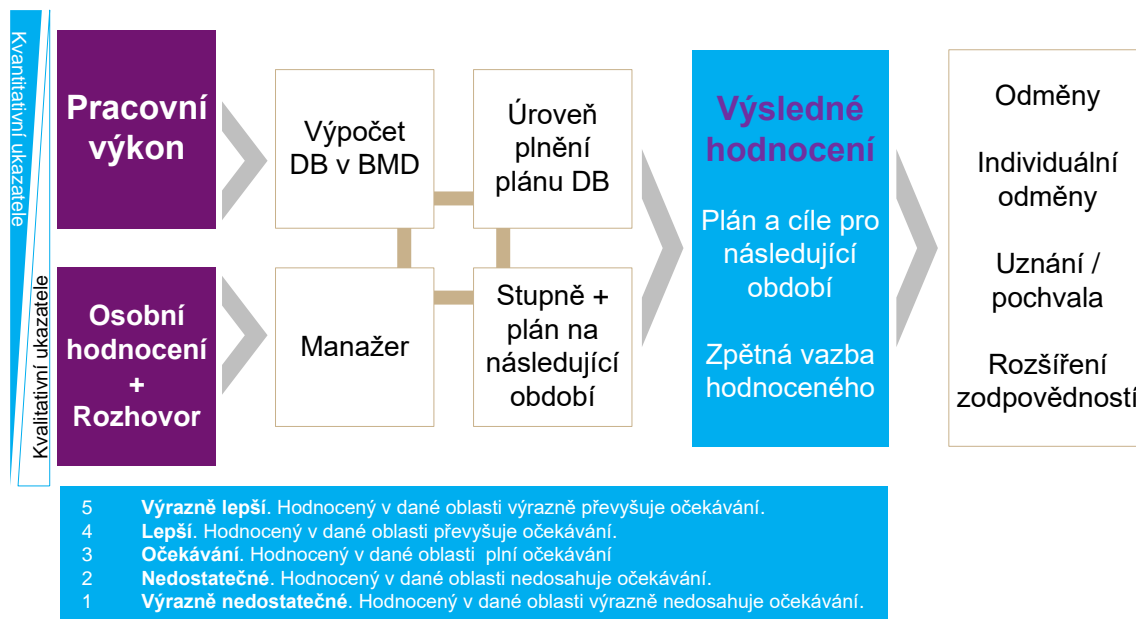 Kvantitativní ukazatele
Kvalitativní ukazatele
Pracovní
výkon
Výpočet
DB v BMD
Úroveň
plnění
plánu DB
Osobní
hodnocení
+
Rozhovor
Manažer
Stupně +
plán na
následující
období
Výsledné
hodnocení
Plán a cíle pro
následující
období
Zpětná vazba
hodnoceného
Odměny
Individuální
odměny
Uznání /
pochvala
Rozšíření
zodpovědností
5 Výrazně lepší. Hodnocený v dané oblasti výrazně převyšuje očekávání.
4 Lepší. Hodnocený v dané oblasti převyšuje očekávání.
3 Očekávání. Hodnocený v dané oblasti plní očekávání
2 Nedostatečné. Hodnocený v dané oblasti nedosahuje očekávání.
1 Výrazně nedostatečné. Hodnocený v dané oblasti výrazně nedosahuje očekávání.